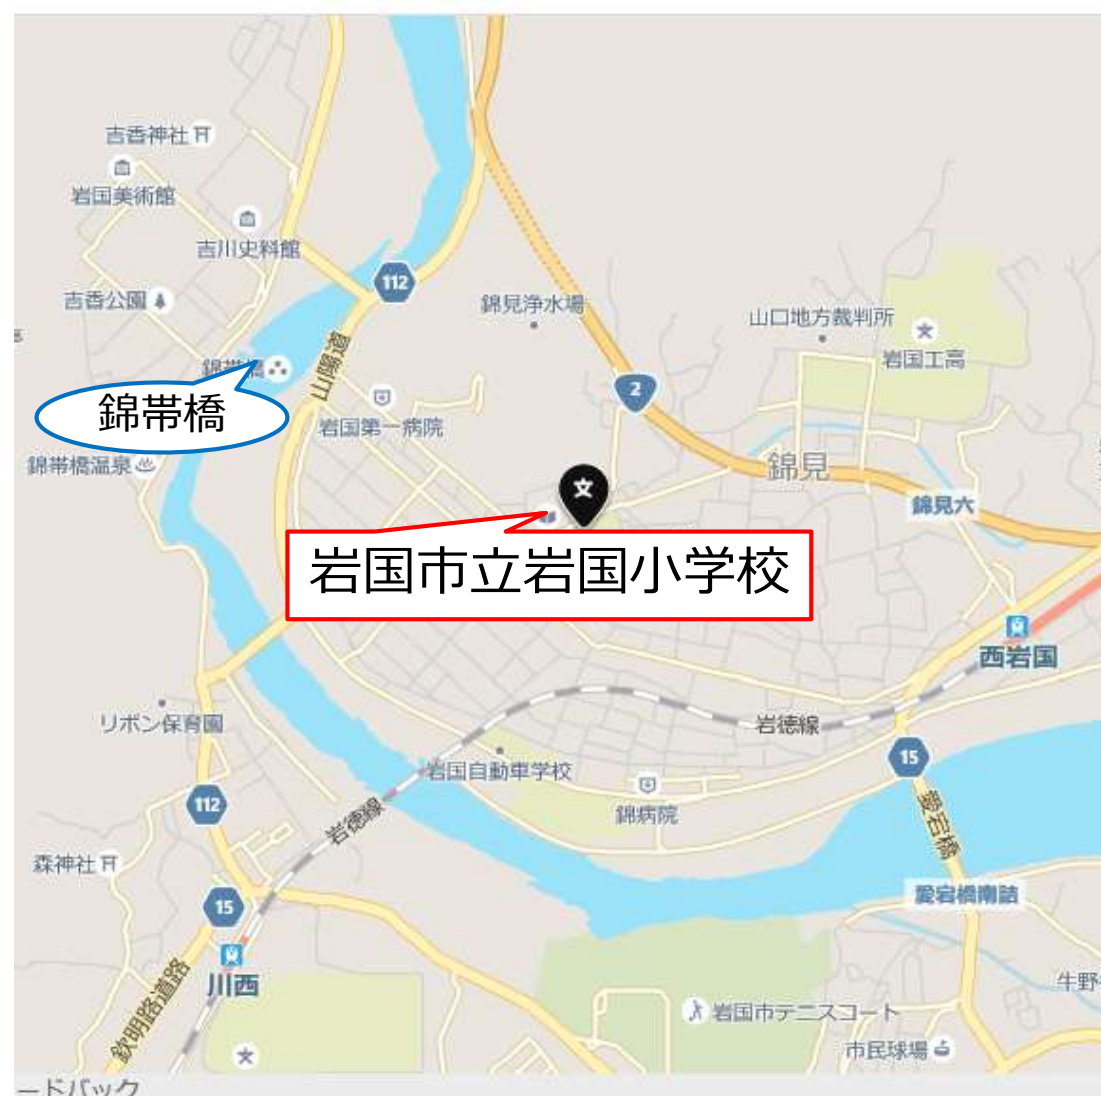 吉香神社
岩国美術館
吉川史料館
112
吉香公園
錦見浄水場
山口地方裁判所
岩国工高
山陽道
2
錦帯橋
錦帯橋
岩国第一病院
錦帯橋温泉
錦見
文
錦見六
岩国市立岩国小学校
西岩国
リボン保育園
岩徳線
15
岩国自動車学校
錦病院
112
岩徳線
愛宕橋
森神社
15
愛宕橋南詰
川西
欽明路道路
牛野
岩国市テニスコート
文
市民球場
ードバック